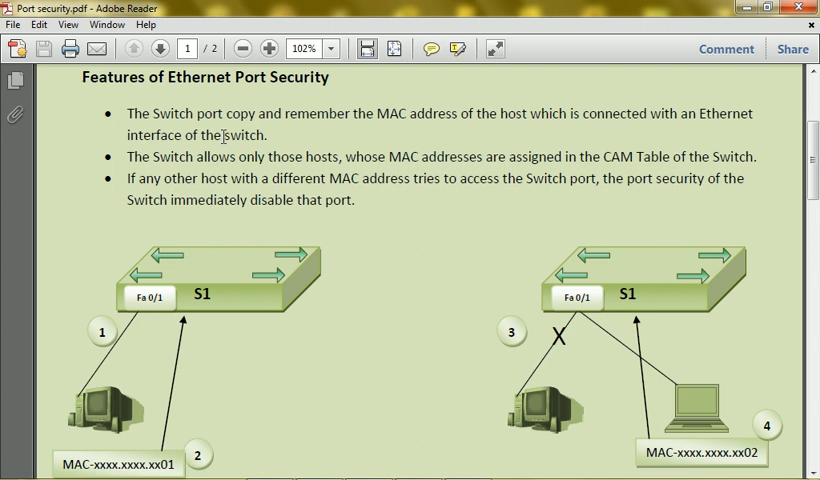 Port security.pdf - Adobe Reader
File Edit View Window Help
1 / 2 102% Comment Share
Features of Ethernet Port Security
• The Switch port copy and remember the MAC address of the host which is connected with an Ethernet
interface of the switch.
• The Switch allows only those hosts, whose MAC addresses are assigned in the CAM Table of the Switch.
• If any other host with a different MAC address tries to access the Switch port, the port security of the
Switch immediately disable that port.
Fa 0/1 S1
Fa 0/1 S1
1
3 X
4
2
MAC-xxxx.xxxx.xx01
MAC-xxxx.xxxx.xx02